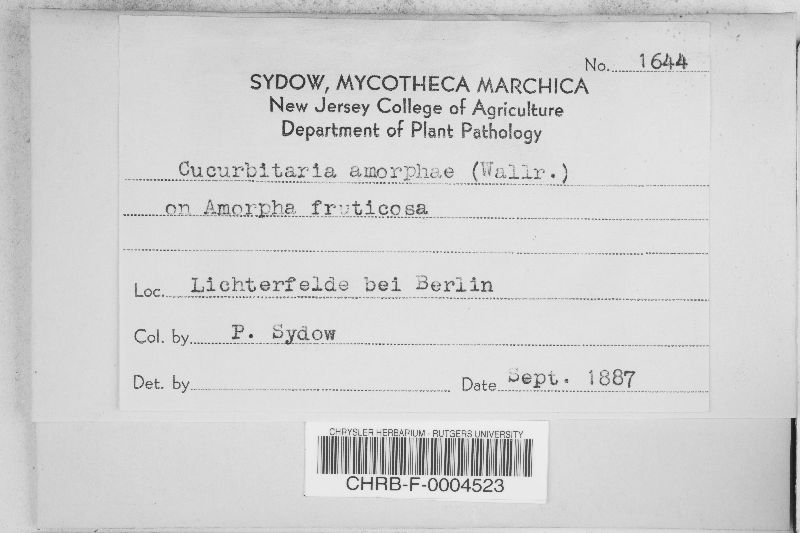 No. 1644
SYDOW, MYCOTHECA MARCHICA
New Jersey College of Agriculture
Department of Plant Pathology
Cucurbitaria amorphae (Wallr.)
on Amorpha fruticosa
Loc. Lichterfelde bei Berlin
Col. by P. Sydow
Det. by
Date Sept. 1887
CHRYSLER HERBARIUM - RUTGERS UNIVERSITY
CHRB-F-0004523